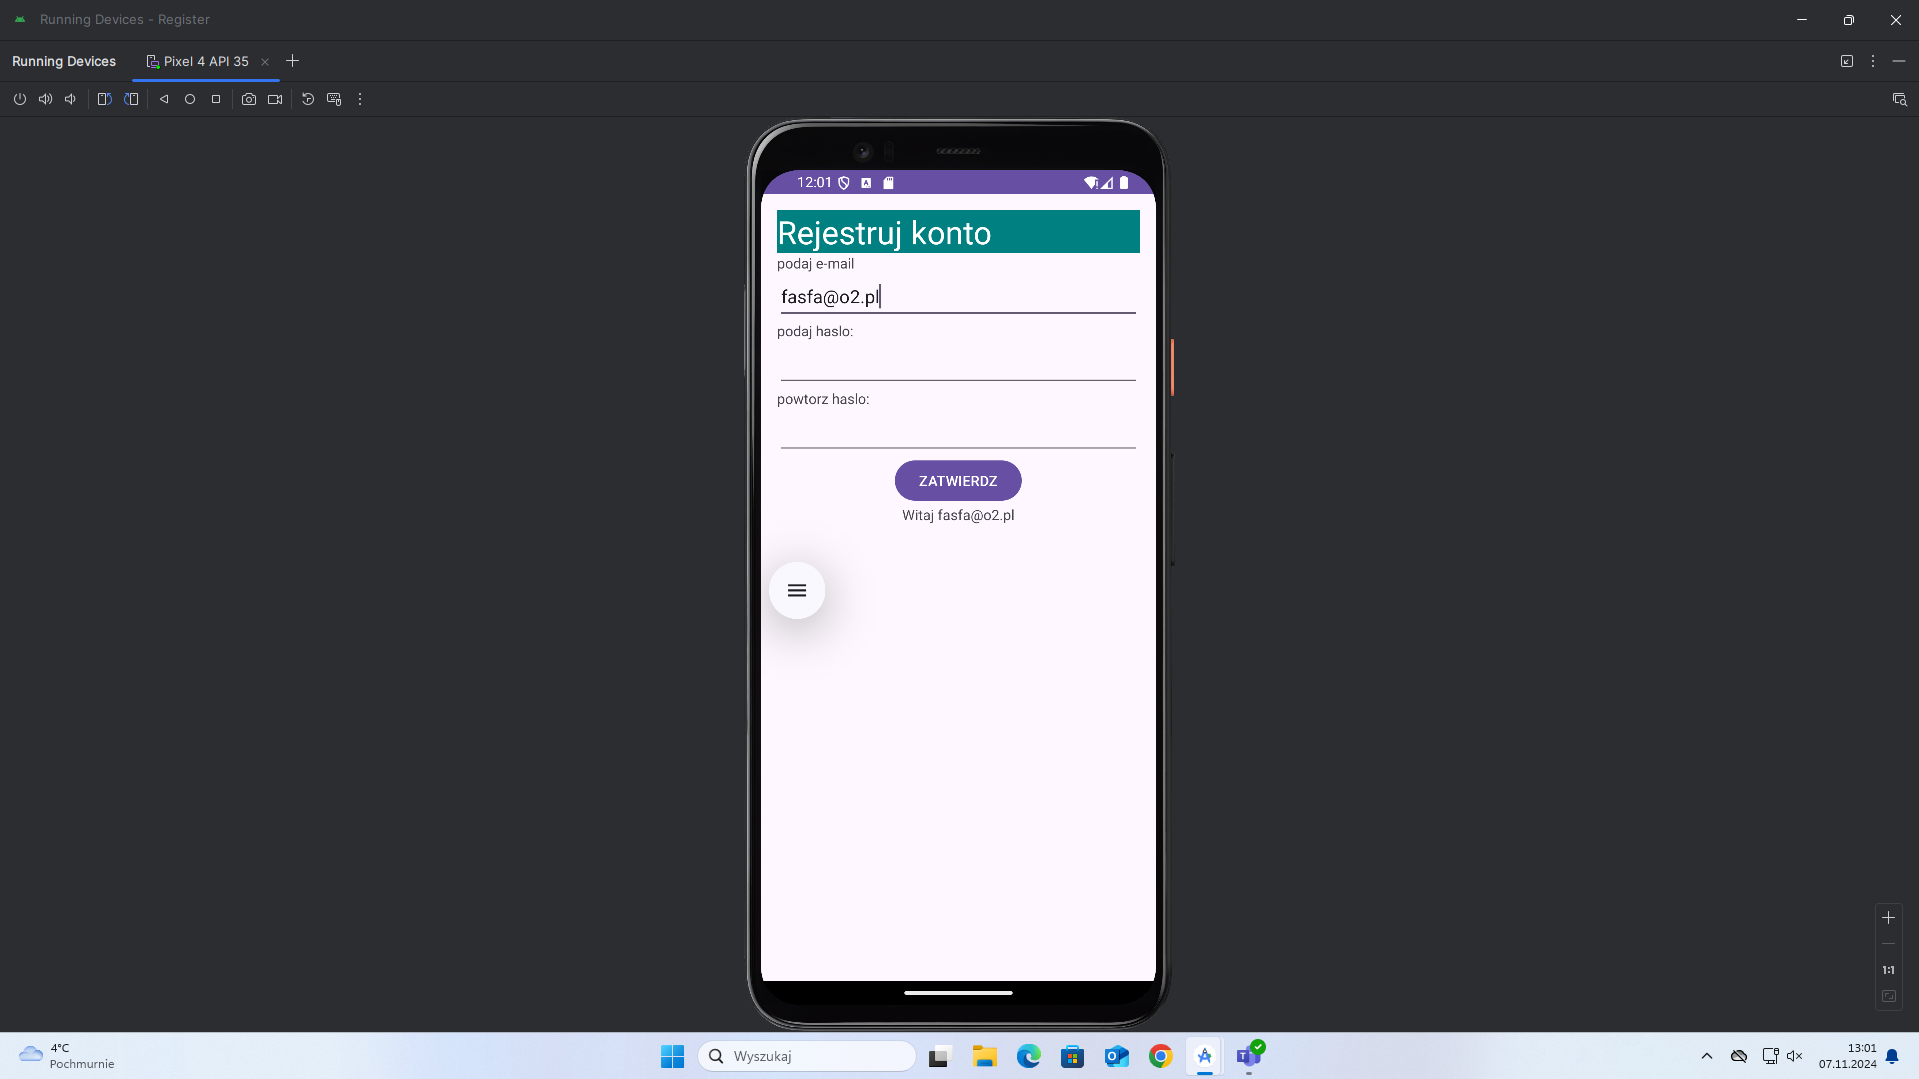 Running Devices - Register
Running Devices
Pixel 4 API 35
12:01
Rejestruj konto
podaj e-mail
fasfa@o2.pl
podaj haslo:
powtorz haslo:
ZATWIERDZ
Witaj fasfa@o2.pl
1:1
4°C
Pochmurnie
Wyszukaj
13:01
07.11.2024